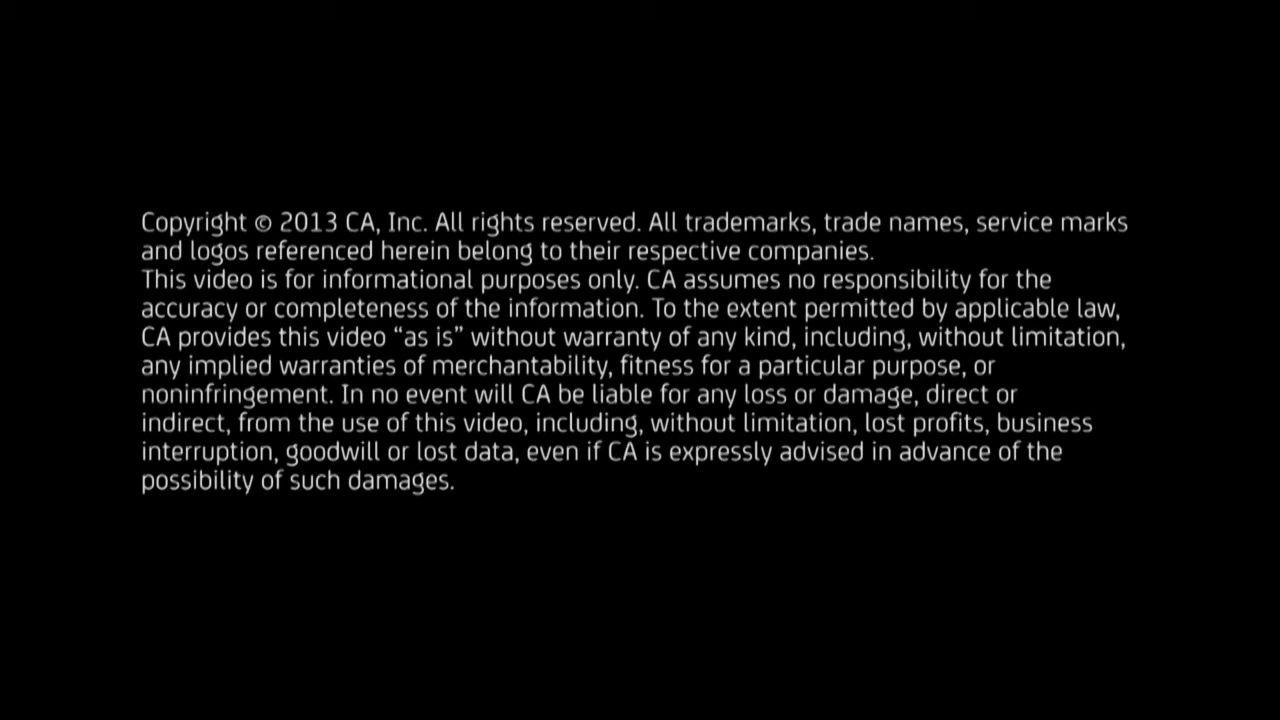 Copyright © 2013 CA, Inc. All rights reserved. All trademarks, trade names, service marks
and logos referenced herein belong to their respective companies.
This video is for informational purposes only. CA assumes no responsibility for the
accuracy or completeness of the information. To the extent permitted by applicable law,
CA provides this video “as is” without warranty of any kind, including, without limitation,
any implied warranties of merchantability, fitness for a particular purpose, or
noninfringement. In no event will CA be liable for any loss or damage, direct or
indirect, from the use of this video, including, without limitation, lost profits, business
interruption, goodwill or lost data, even if CA is expressly advised in advance of the
possibility of such damages.